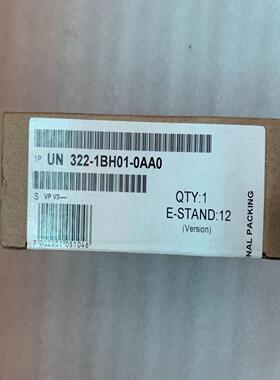 1P UN 322-1BH01-0AA0
S VP V3—
QTY:1
E-STAND:12
(Version)
NAL PACKING